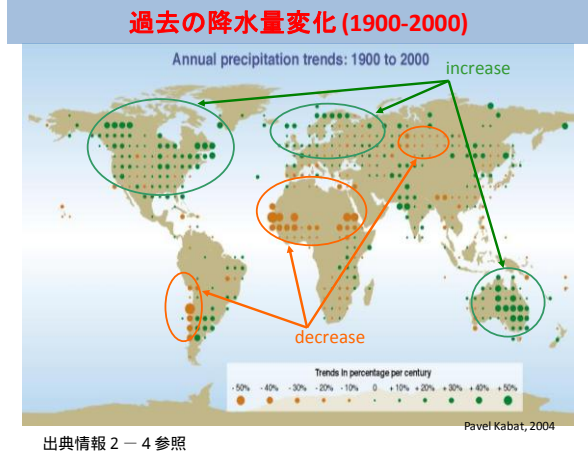 過去の降水量変化 (1900-2000)
Annual precipitation trends: 1900 to 2000
increase
decrease
Trends in percentage per century
- 50% - 40% - 30% - 20% - 10% 0 + 10% + 20% + 30% + 40% + 50%
Pavel Kabat, 2004
出典情報２－４参照